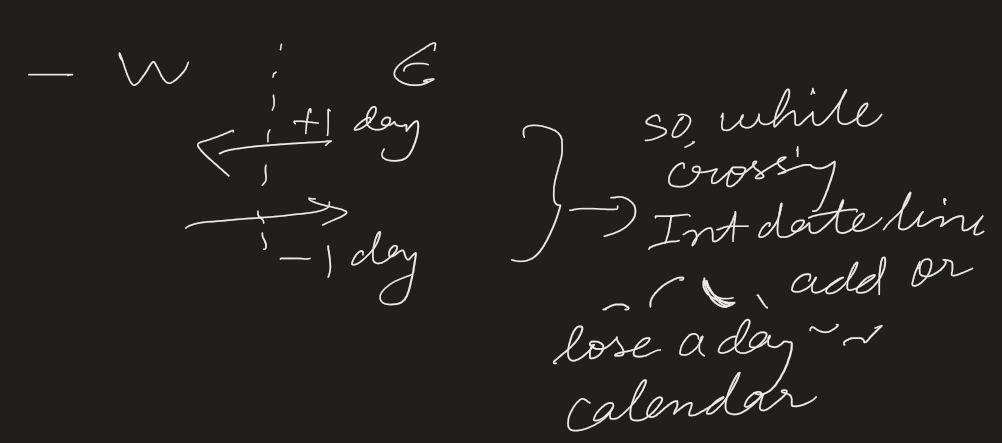 — W E
+1 day
-1 day
so, while
crossing
Int date line
add or
lose a day
calendar